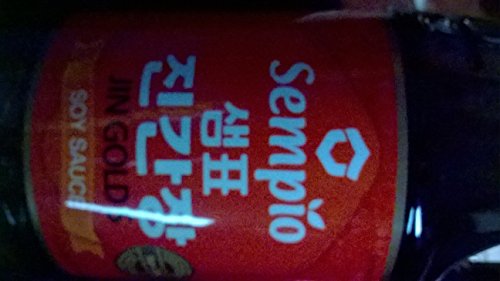 Sempio
샘표
진간장
JIN GOLD S
SOY SAUCE